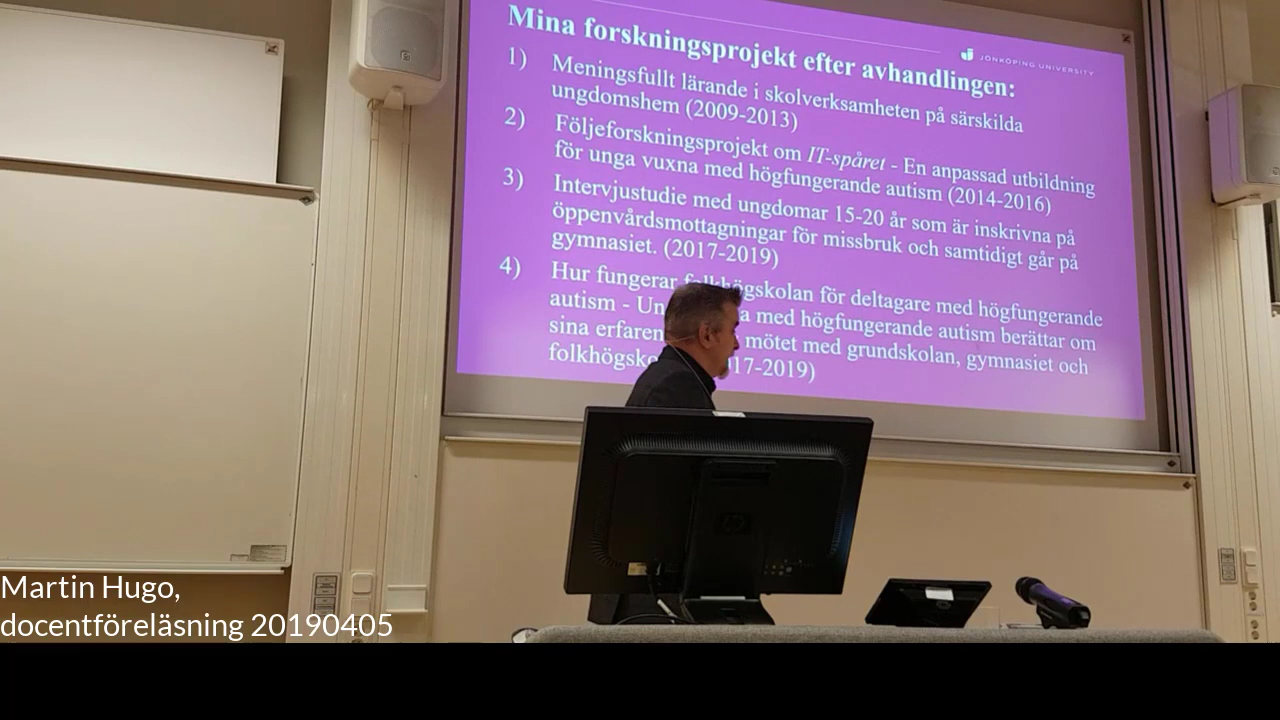 Mina forskningsprojekt efter avhandlingen:
JÖNKÖPING UNIVERSITY
1) Meningsfullt lärande i skolverksamheten på särskilda
ungdomshem (2009-2013)
2) Följeforskningsprojekt om IT-spåret - En anpassad utbildning
för unga vuxna med högfungerande autism (2014-2016)
3) Intervjustudie med ungdomar 15-20 år som är inskrivna på
öppenvårdsmottagningar för missbruk och samtidigt går på
gymnasiet. (2017-2019)
4) Hur fungerar folkhögskolan för deltagare med högfungerande
autism - Un a med högfungerande autism berättar om
sina erfaren mötet med grundskolan, gymnasiet och
folkhögsko 17-2019)
Martin Hugo,
docentföreläsning 20190405